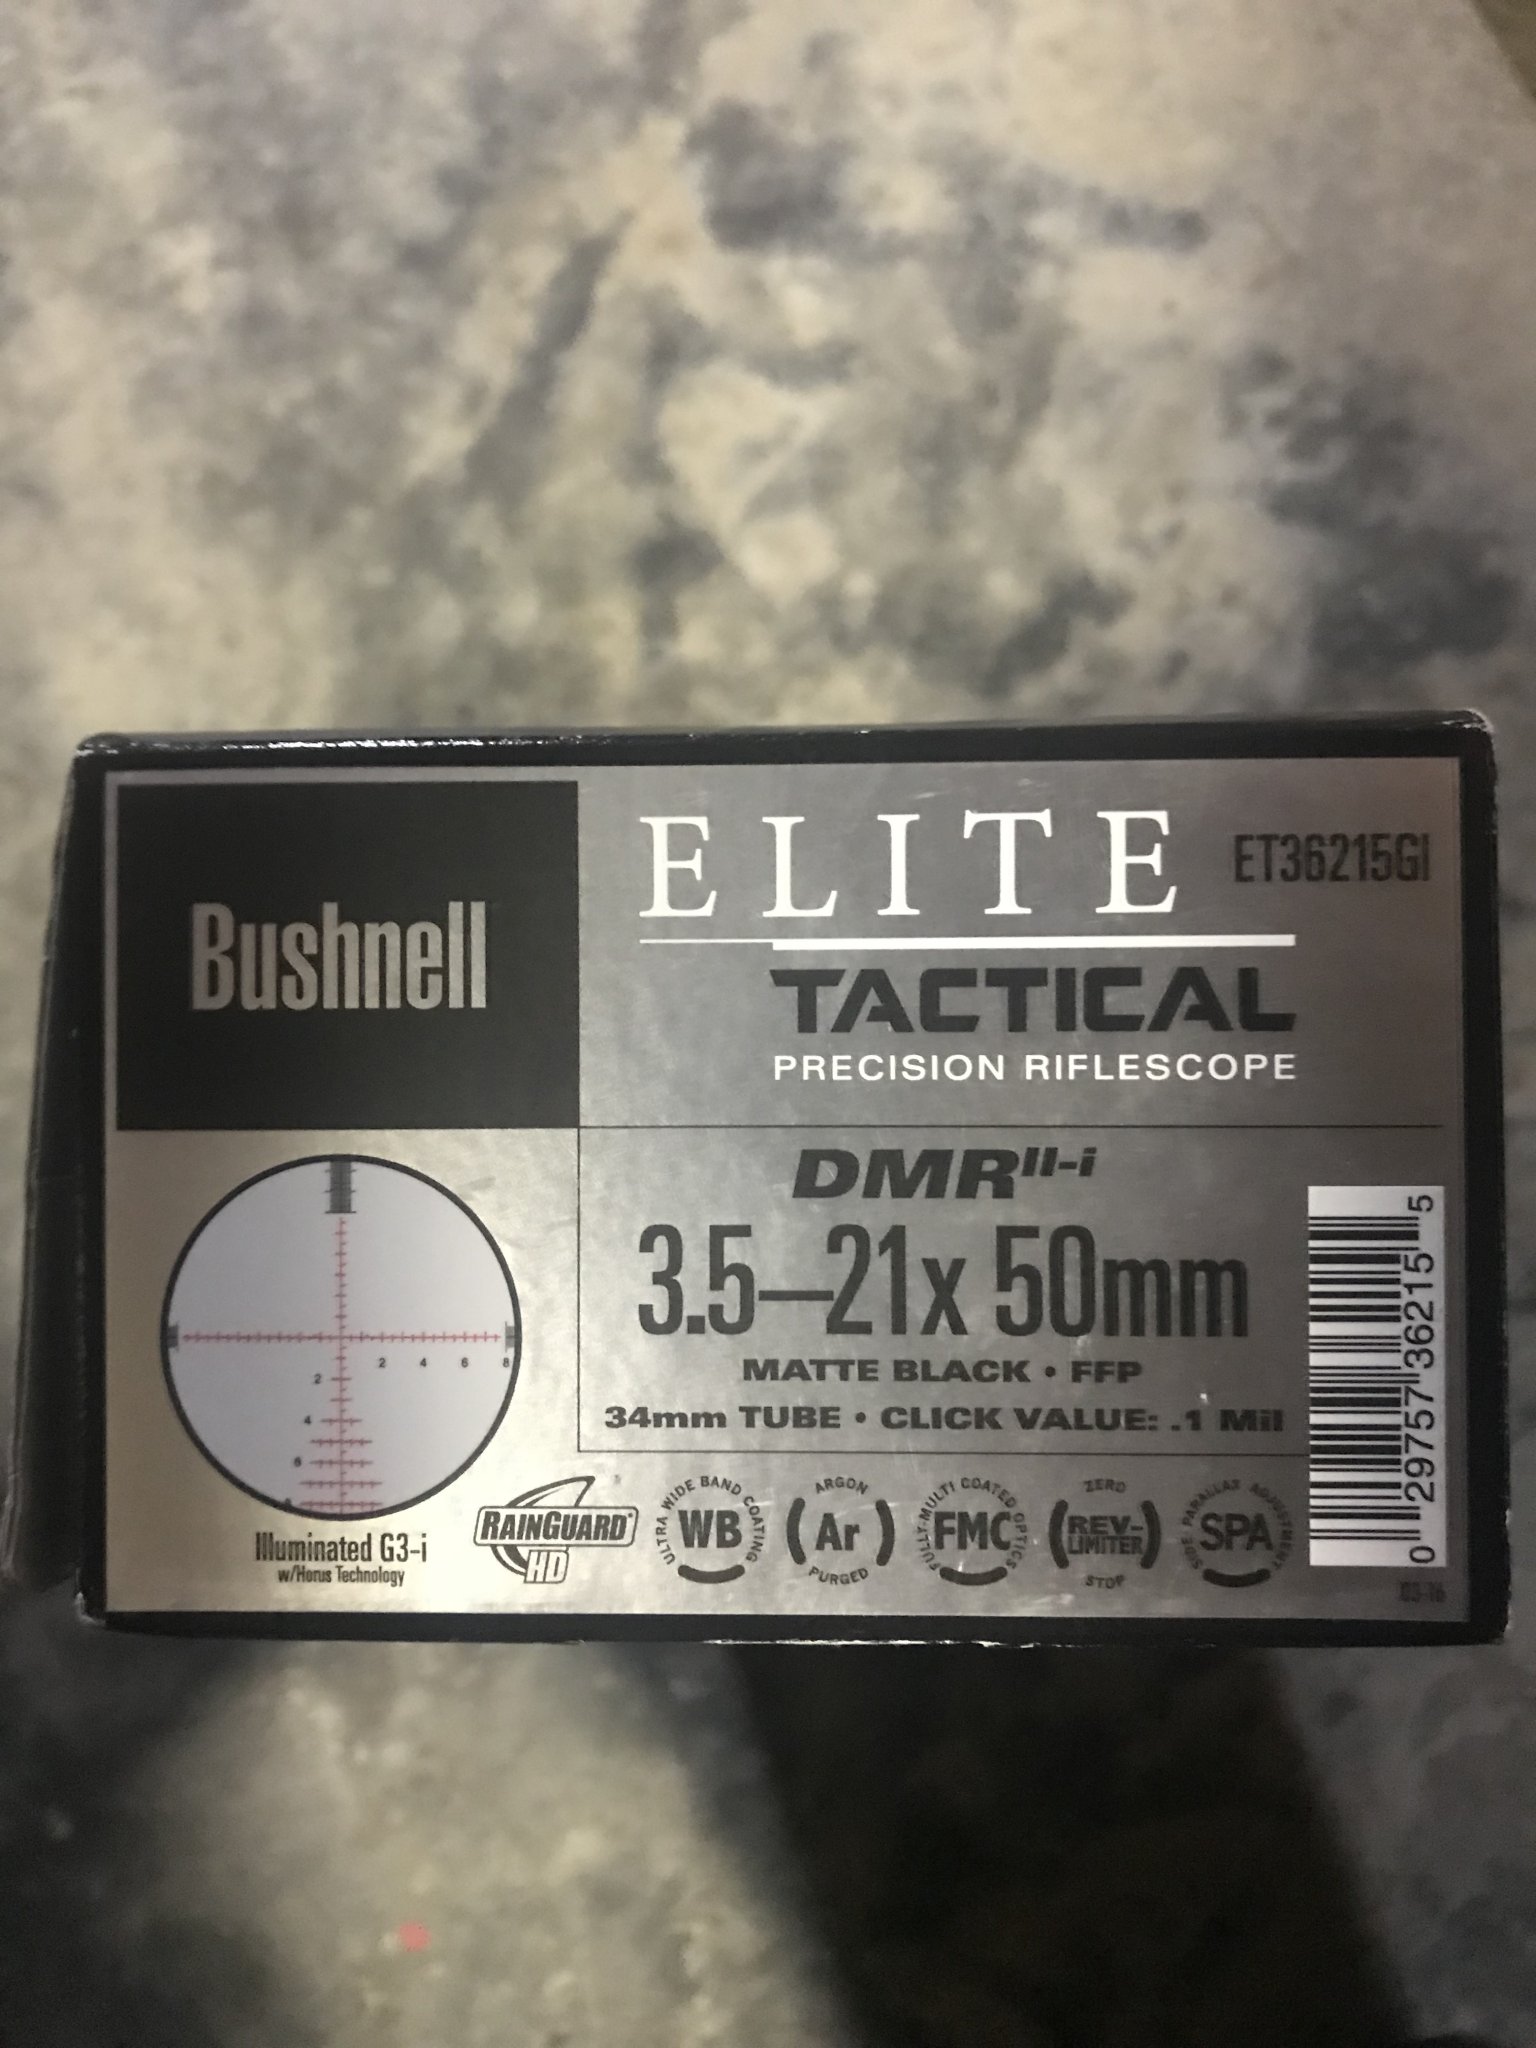 Bushnell
ELITE
ET36215GI
TACTICAL
PRECISION RIFLESCOPE
DMR II-i
3.5–21x 50mm
MATTE BLACK • FFP
34mm TUBE • CLICK VALUE: .1 Mil
2 4 6 8
2
4
6
8
Illuminated G3-i
w/Horus Technology
RAINGUARD®
HD
ULTRA WIDE BAND COATING
WB
ARGON
Ar
PURGED
FULLY-MULTI COATED OPTICS
FMC
ZERO
REV-
LIMITER
STOP
SIDE PARALLAX ADJUSTMENT
SPA
0 29757 36215 5